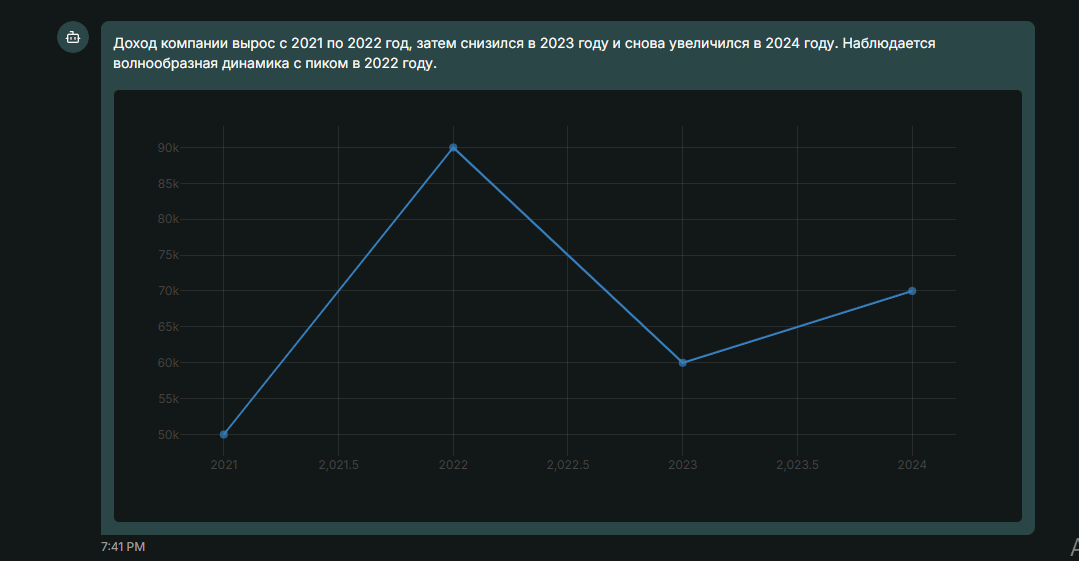 Доход компании вырос с 2021 по 2022 год, затем снизился в 2023 году и снова увеличился в 2024 году. Наблюдается
волнообразная динамика с пиком в 2022 году.
90k
85k
80k
75k
70k
65k
60k
55k
50k
2021 2,021.5 2022 2,022.5 2023 2,023.5 2024
7:41 PM